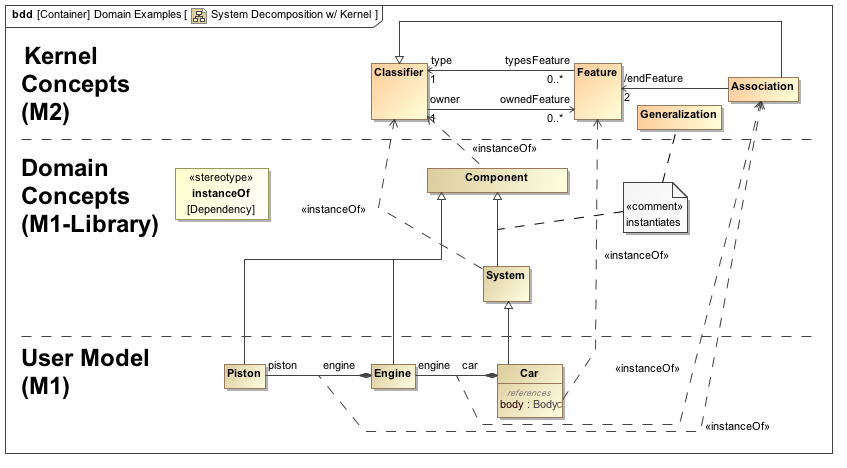 bdd [Container] Domain Examples [ System Decomposition w/ Kernel ]
Kernel
Concepts
(M2)
Classifier
type
1
typesFeature
0..*
Feature
owner
1
ownedFeature
0..*
/endFeature
2
Association
Generalization
«instanceOf»
Domain
Concepts
(M1-Library)
«stereotype»
instanceOf
[Dependency]
Component
«instanceOf»
«comment»
instantiates
«instanceOf»
System
User Model
(M1)
Piston
piston
engine
Engine
engine
car
Car
references
body : Body
«instanceOf»
«instanceOf»